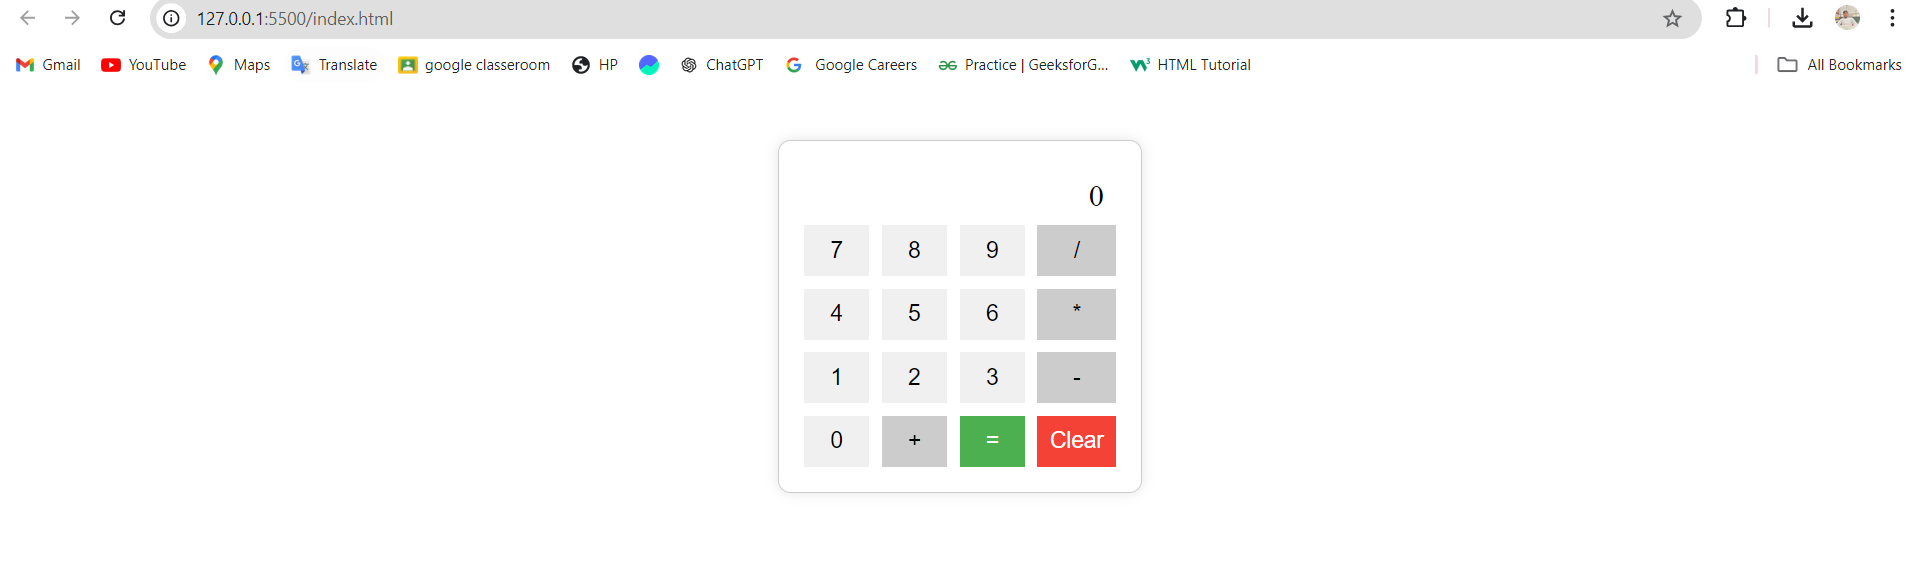 127.0.0.1:5500/index.html
Gmail YouTube Maps Translate google classeroom HP ChatGPT Google Careers Practice | GeeksforG... HTML Tutorial All Bookmarks
0
7 8 9 /
4 5 6 *
1 2 3 -
0 + = Clear